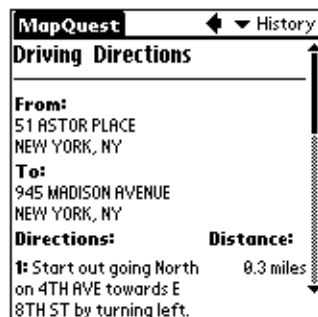 MapQuest History
Driving Directions
From:
51 ASTOR PLACE
NEW YORK, NY
To:
945 MADISON AVENUE
NEW YORK, NY
Directions: Distance:
1: Start out going North 0.3 miles
on 4TH AVE towards E
8TH ST by turning left.